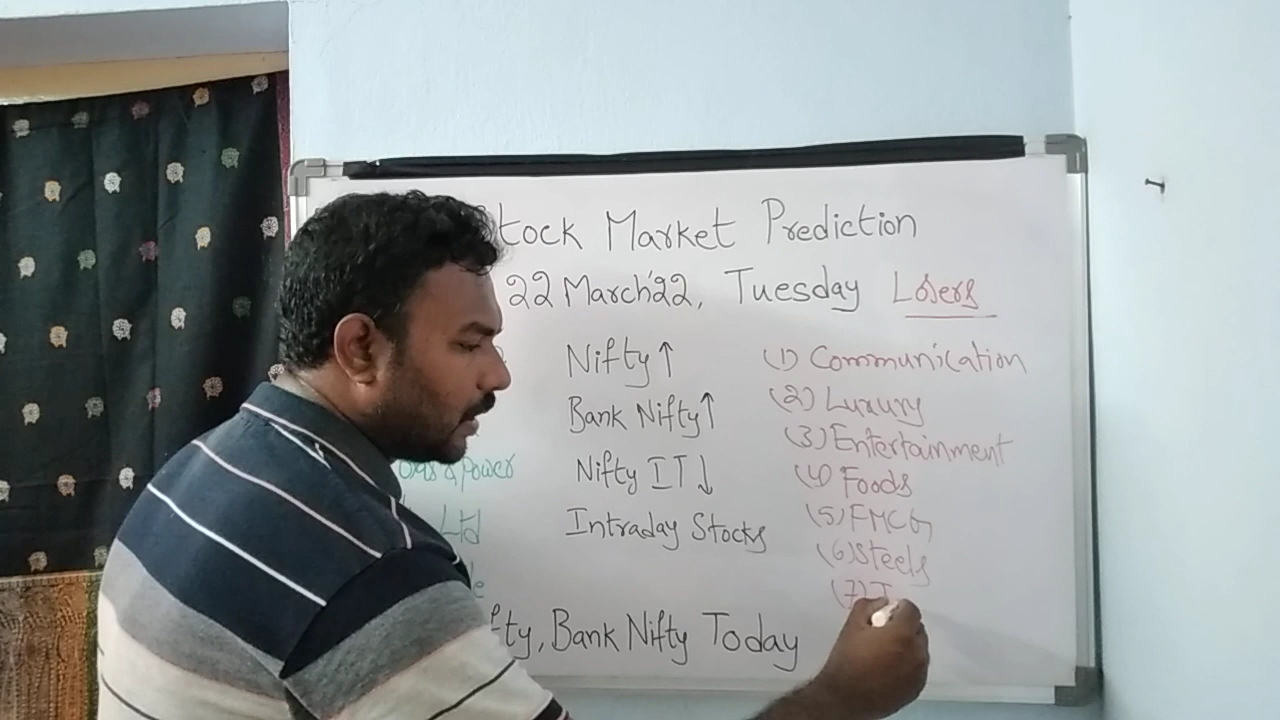 Stock Market Prediction
22 March'22, Tuesday Losers
Nifty ↑ (1) Communication
Bank Nifty ↑ (2) Luxury
(3) Entertainment
power Nifty IT ↓ (4) Foods
Ltd Intraday Stocks (5) FMCG
(6) Steels
(7) I
fty, Bank Nifty Today